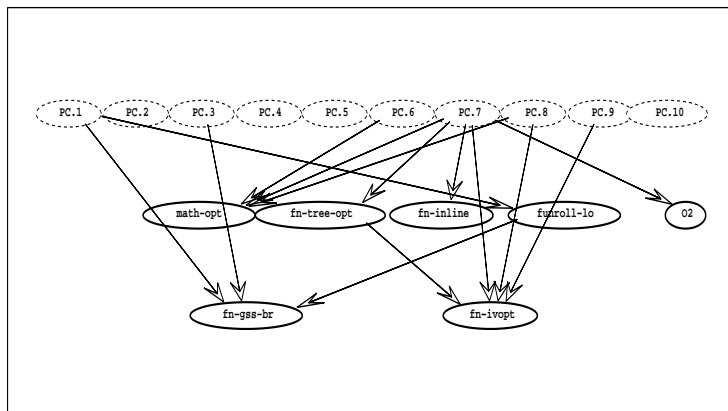 PC.1 PC.2 PC.3 PC.4 PC.5 PC.6 PC.7 PC.8 PC.9 PC.10
math-opt fn-tree-opt fn-inline funroll-lo O2
fn-gss-br fn-ivopt